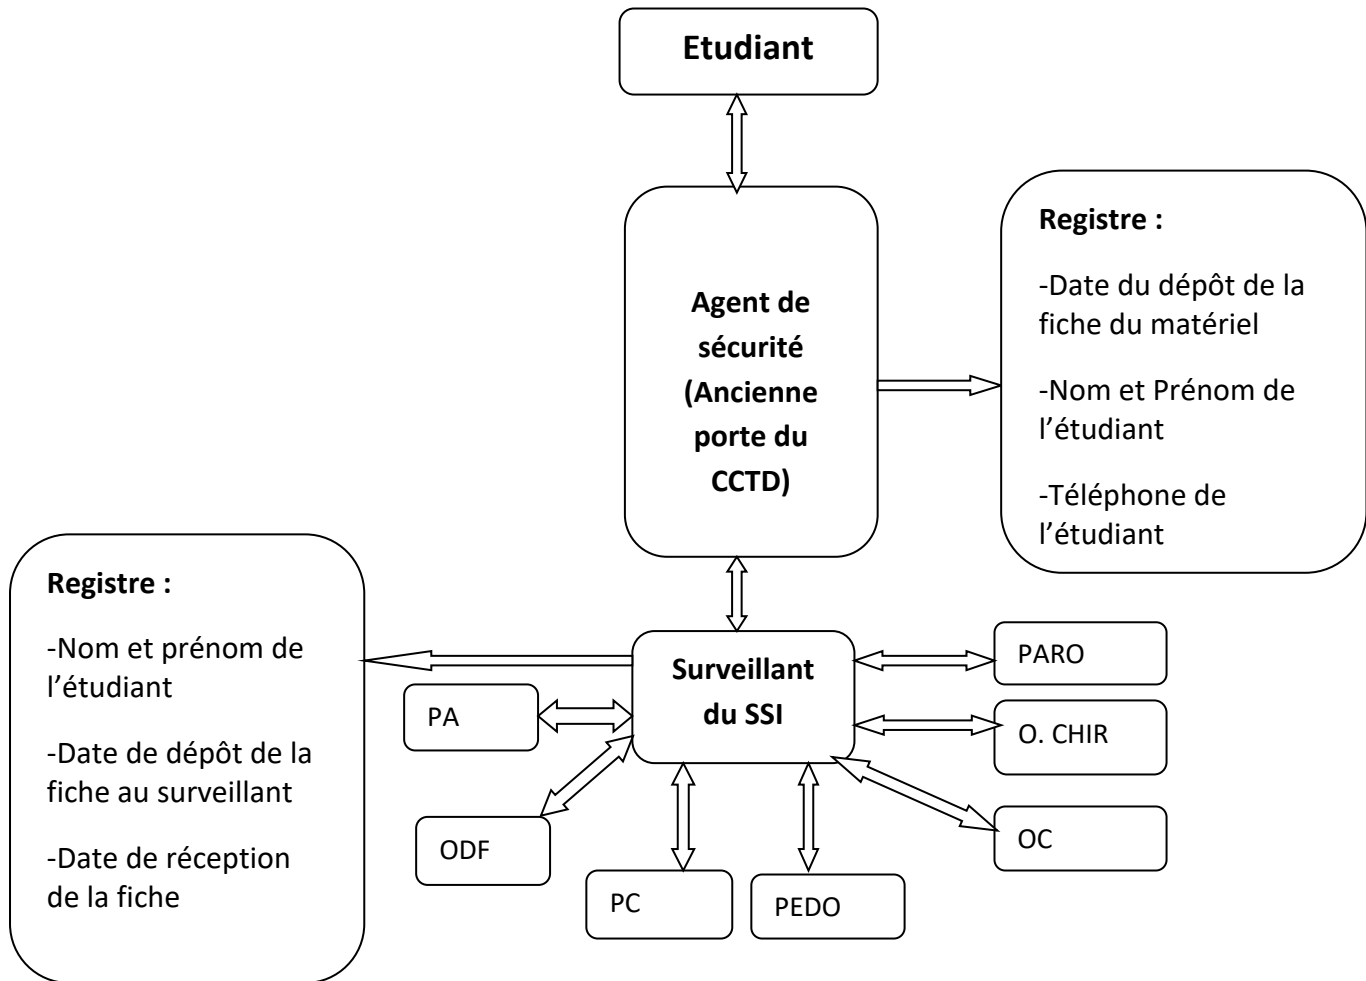 Etudiant
Agent de
sécurité
(Ancienne
porte du
CCTD)
Registre :
-Date du dépôt de la
fiche du matériel
-Nom et Prénom de
l’étudiant
-Téléphone de
l’étudiant
Registre :
-Nom et prénom de
l’étudiant
-Date de dépôt de la
fiche au surveillant
-Date de réception
de la fiche
Surveillant
du SSI
PARO
O. CHIR
OC
PEDO
PC
ODF
PA